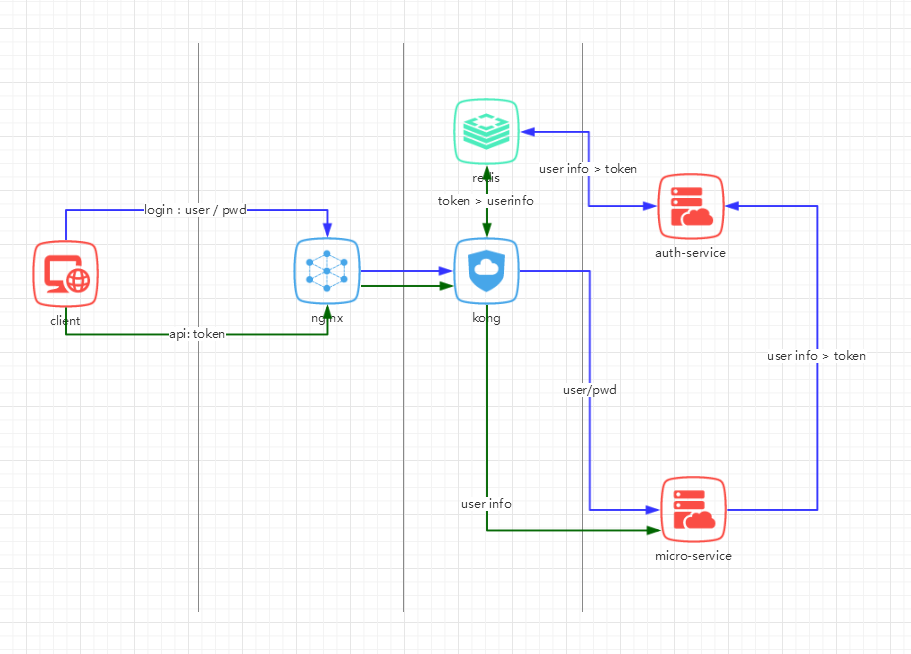 redis
user info > token
token > userinfo
login : user / pwd
auth-service
client
nginx
kong
api: token
user info > token
user/pwd
user info
micro-service